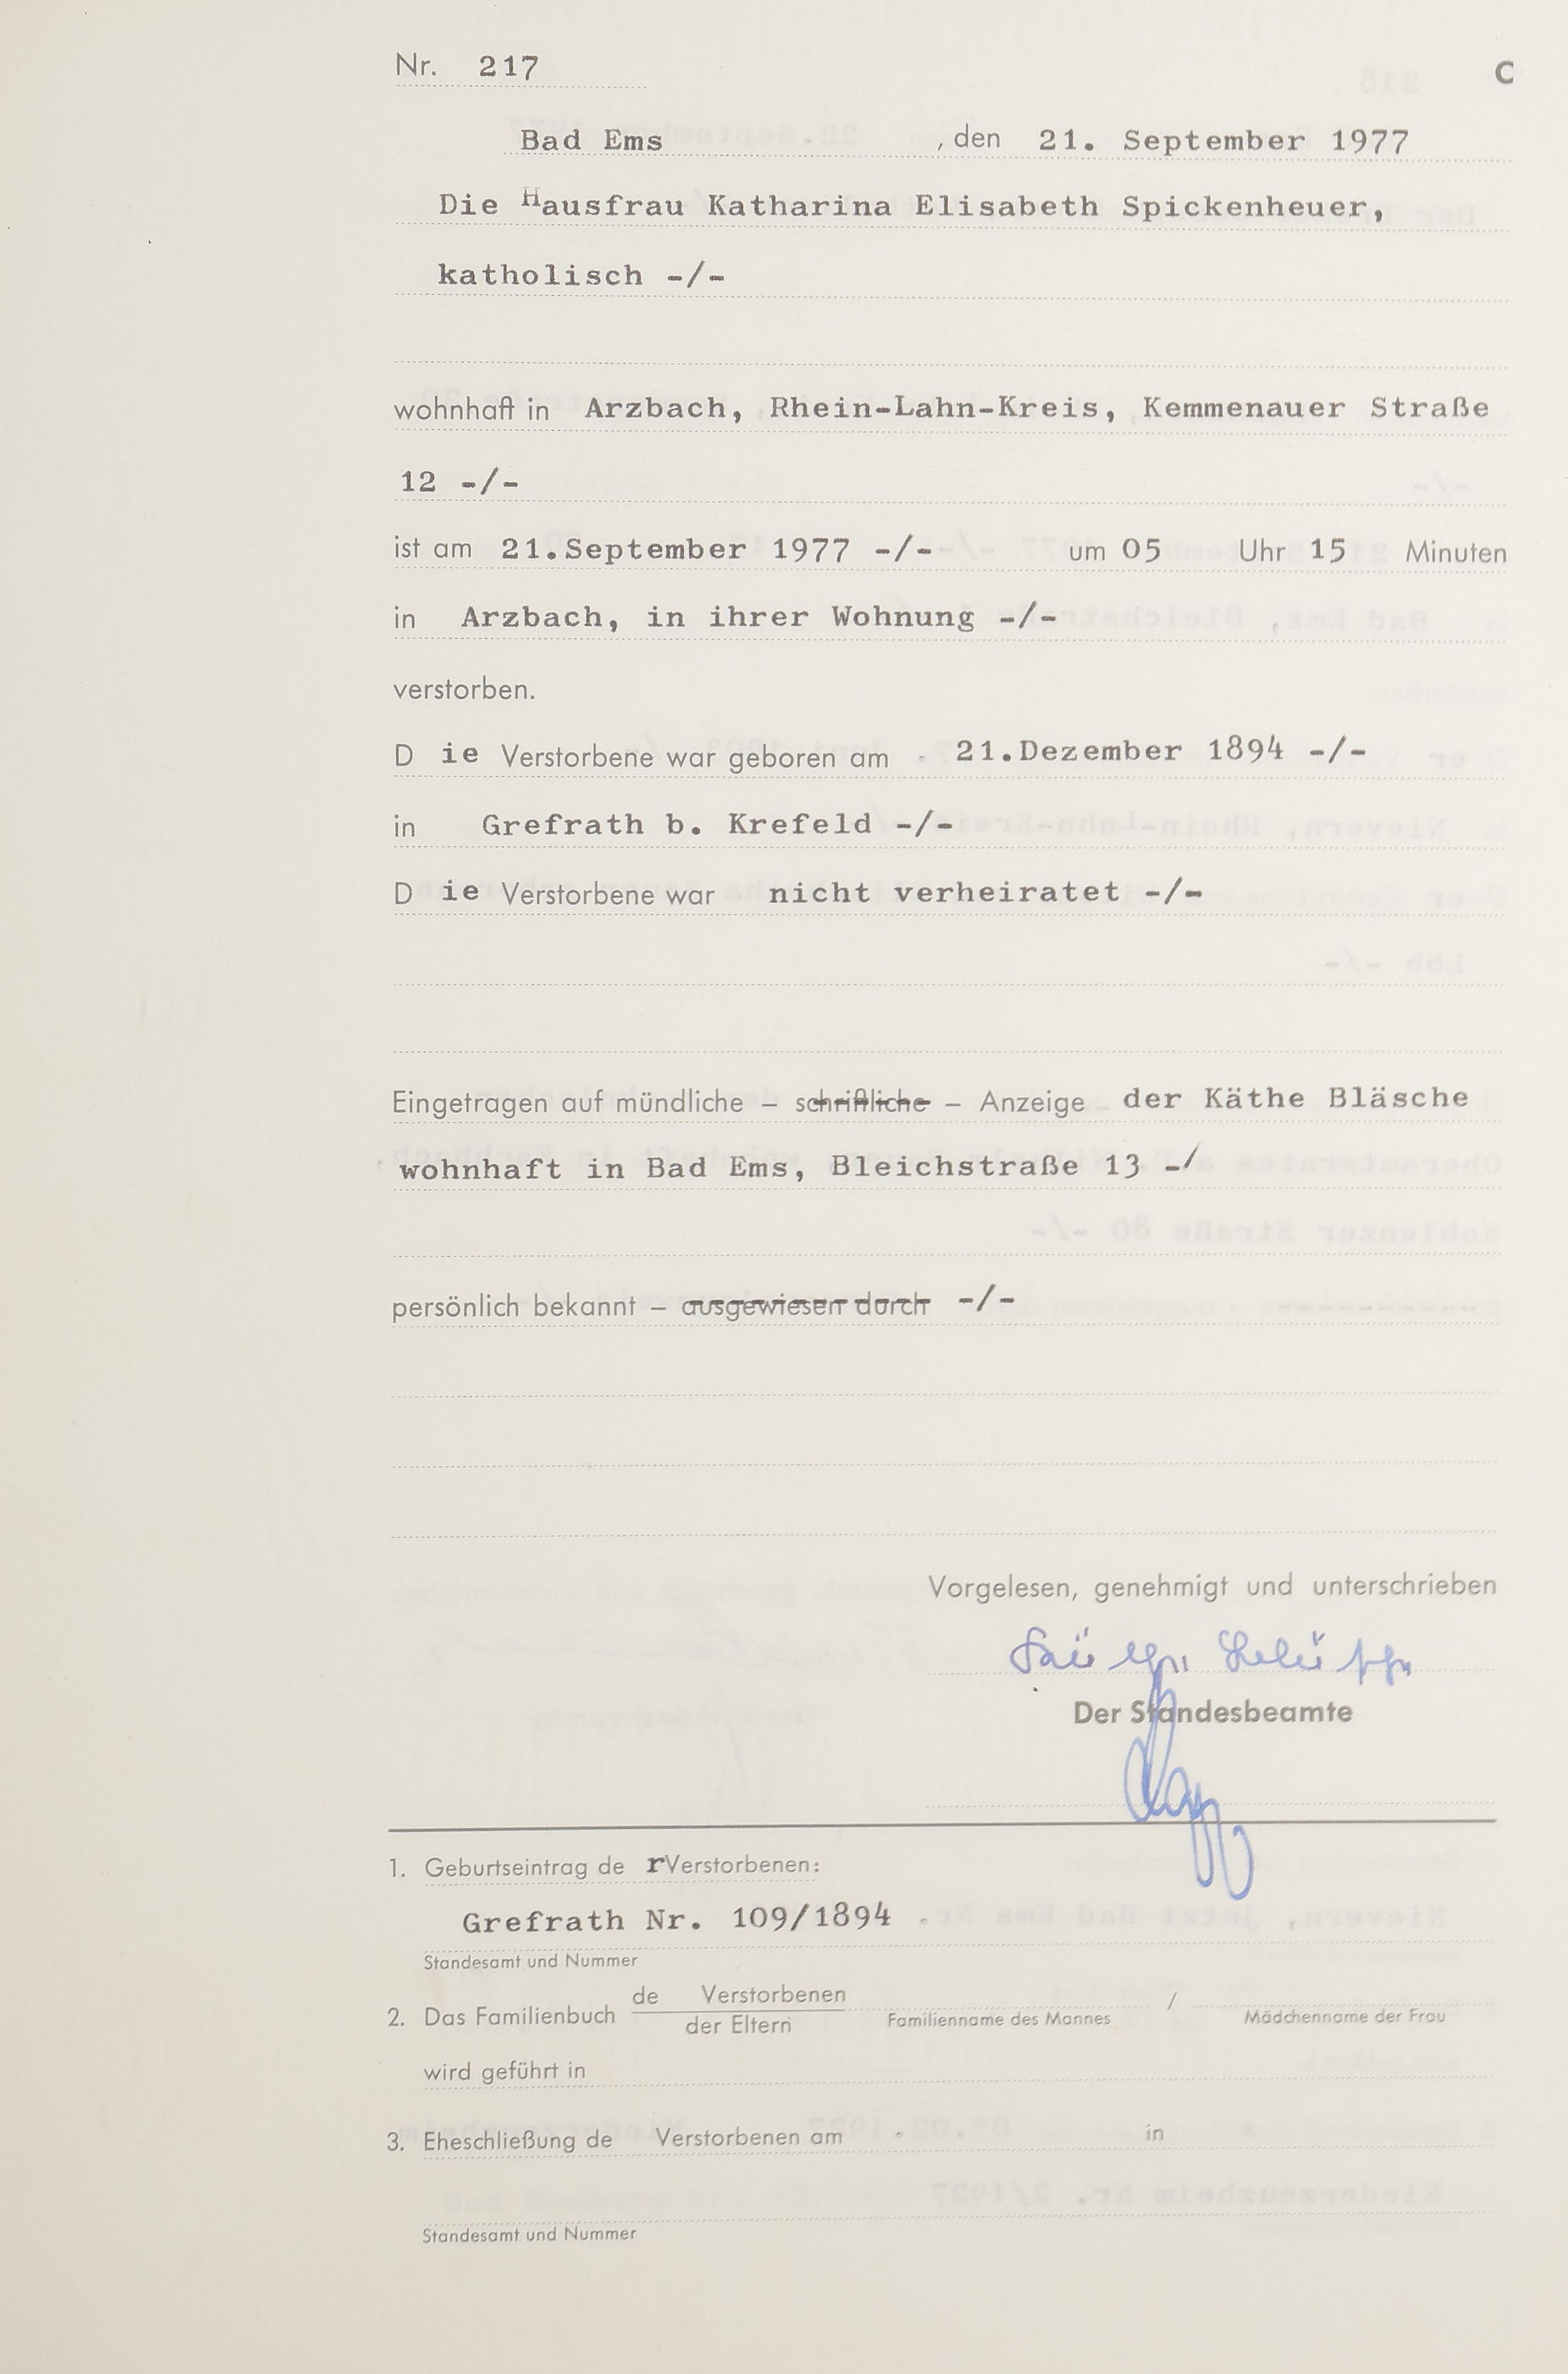 Nr. 217
C
Bad Ems , den 21. September 1977
Die Hausfrau Katharina Elisabeth Spickenheuer,
katholisch -/-
wohnhaft in Arzbach, Rhein-Lahn-Kreis, Kemmenauer Straße
12 -/-
ist am 21.September 1977 -/- um 05 Uhr 15 Minuten
in Arzbach, in ihrer Wohnung -/-
verstorben.
D ie Verstorbene war geboren am 21.Dezember 1894 -/-
in Grefrath b. Krefeld -/-
D ie Verstorbene war nicht verheiratet -/-
Eingetragen auf mündliche – schriftliche – Anzeige der Käthe Bläsche
wohnhaft in Bad Ems, Bleichstraße 13 -/
persönlich bekannt – ausgewiesen durch -/-
Vorgelesen, genehmigt und unterschrieben
Der Standesbeamte
1. Geburtseintrag de rVerstorbenen:
Grefrath Nr. 109/1894
Standesamt und Nummer
2. Das Familienbuch de Verstorbenen /
der Eltern Familienname des Mannes Mädchenname der Frau
wird geführt in
3. Eheschließung de Verstorbenen am in
Standesamt und Nummer